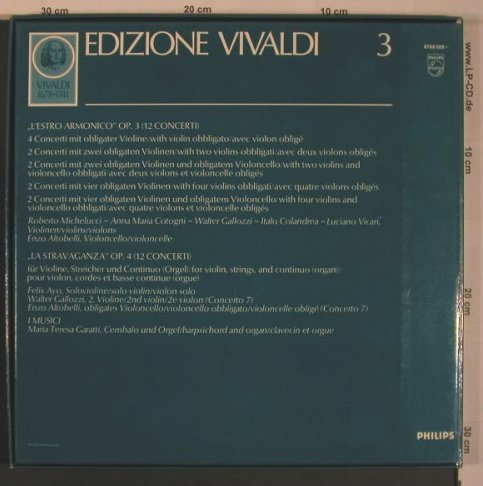 30 cm
20 cm
10 cm
EDIZIONE VIVALDI
3
VIVALDI
1678-1741
PHILIPS
www.LP-CD.de
„L'ESTRO ARMONICO" OP. 3 (12 CONCERTI)
4 Concerti mit obligater Violine/with violin obbligato/avec violon obligé
2 Concerti mit zwei obligaten Violinen/with two violins obbligati/avec deux violons obligés
2 Concerti mit zwei obligaten Violinen und obligatem Violoncello/with two violins and
violoncello obbligati/avec deux violons et violoncelle obligés
2 Concerti mit vier obligaten Violinen/with four violins obbligati/avec quatre violons obligés
2 Concerti mit vier obligaten Violinen und obligatem Violoncello/with four violins and
violoncello obbligati/avec quatre violons et violoncelle obligés
Roberto Michelucci – Anna Maria Cotogni – Walter Gallozzi – Italo Colandrea – Luciano Vicari,
Violinen/violins/violons
Enzo Altobelli, Violoncello/violoncelle
10 cm
„LA STRAVAGANZA" OP. 4 (12 CONCERTI)
für Violine, Streicher und Continuo (Orgel)/for violin, strings, and continuo (organ)/
pour violon, cordes et basse continue (orgue)
Felix Ayo, Solovioline/solo violin/violon solo
Walter Gallozzi, 2. Violine/2nd violin/2e violon (Concerto 7)
Enzo Altobelli, obligates Violoncello/violoncello obbligato/violoncelle obligé (Concerto 7)
I MUSICI
Maria Teresa Garatti, Cembalo und Orgel/harpsichord and organ/clavecin et orgue
20 cm
PHILIPS
30 cm